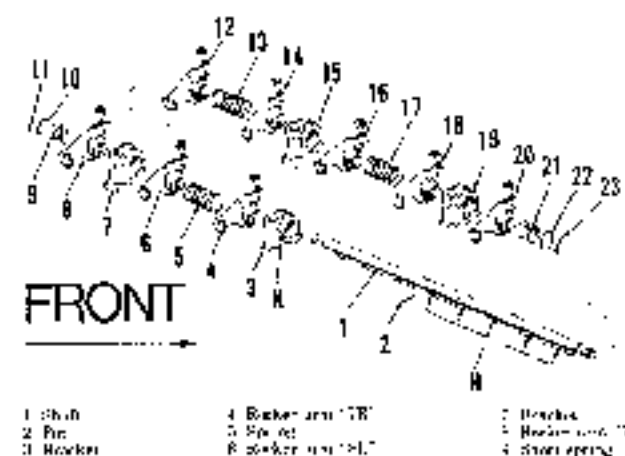 12
13
14
11
10
15
16
17
18
19
20
21
22
23
9
8
7
6
5
4
3
1
2
FRONT
1 Shaft
2 Pin
3 Bracket
4 Rocker arm
5 Spring
6 Rocker arm
7 Bracket
8 Rocker arm
9 Short spring